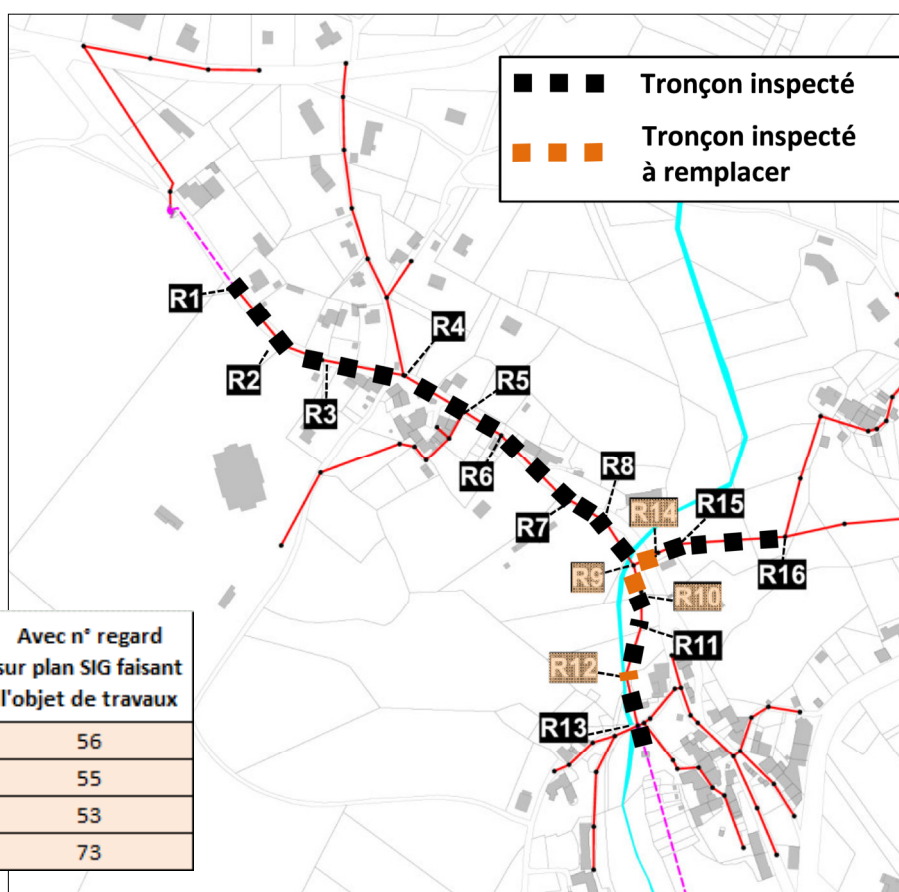 Tronçon inspecté
Tronçon inspecté
à remplacer
R1
R4
R2
R5
R3
R6
R8
R7
R14
R15
R9
R16
R10
R11
R12
R13
Avec n° regard
sur plan SIG faisant
l'objet de travaux
56
55
53
73